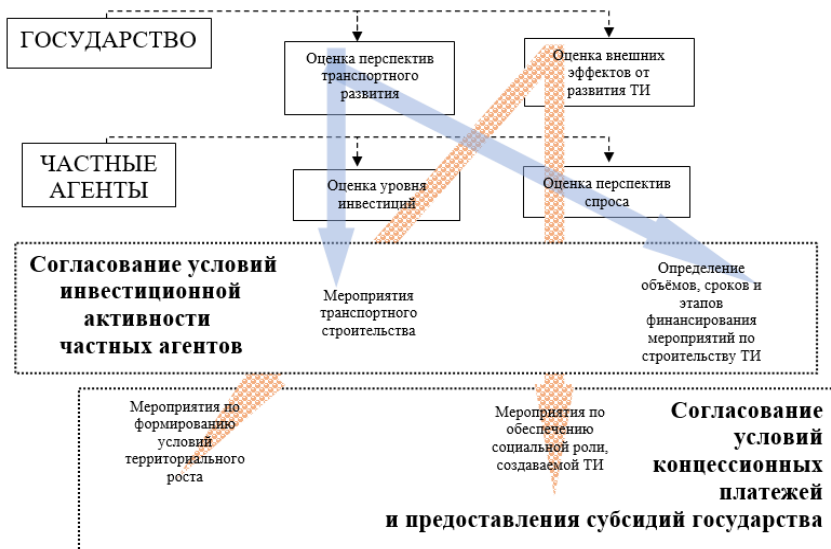 ГОСУДАРСТВО
Оценка перспектив
транспортного
развития
Оценка внешних
эффектов от
развития ТИ
ЧАСТНЫЕ
АГЕНТЫ
Оценка уровня
инвестиций
Оценка перспектив
спроса
Согласование условий
инвестиционной
активности
частных агентов
Мероприятия
транспортного
строительства
Определение
объёмов, сроков и
этапов
финансирования
мероприятий по
строительству ТИ
Мероприятия по
формированию
условий
территориального
роста
Мероприятия по
обеспечению
социальной роли,
создаваемой ТИ
Согласование
условий
концессионных
платежей
и предоставления субсидий государства